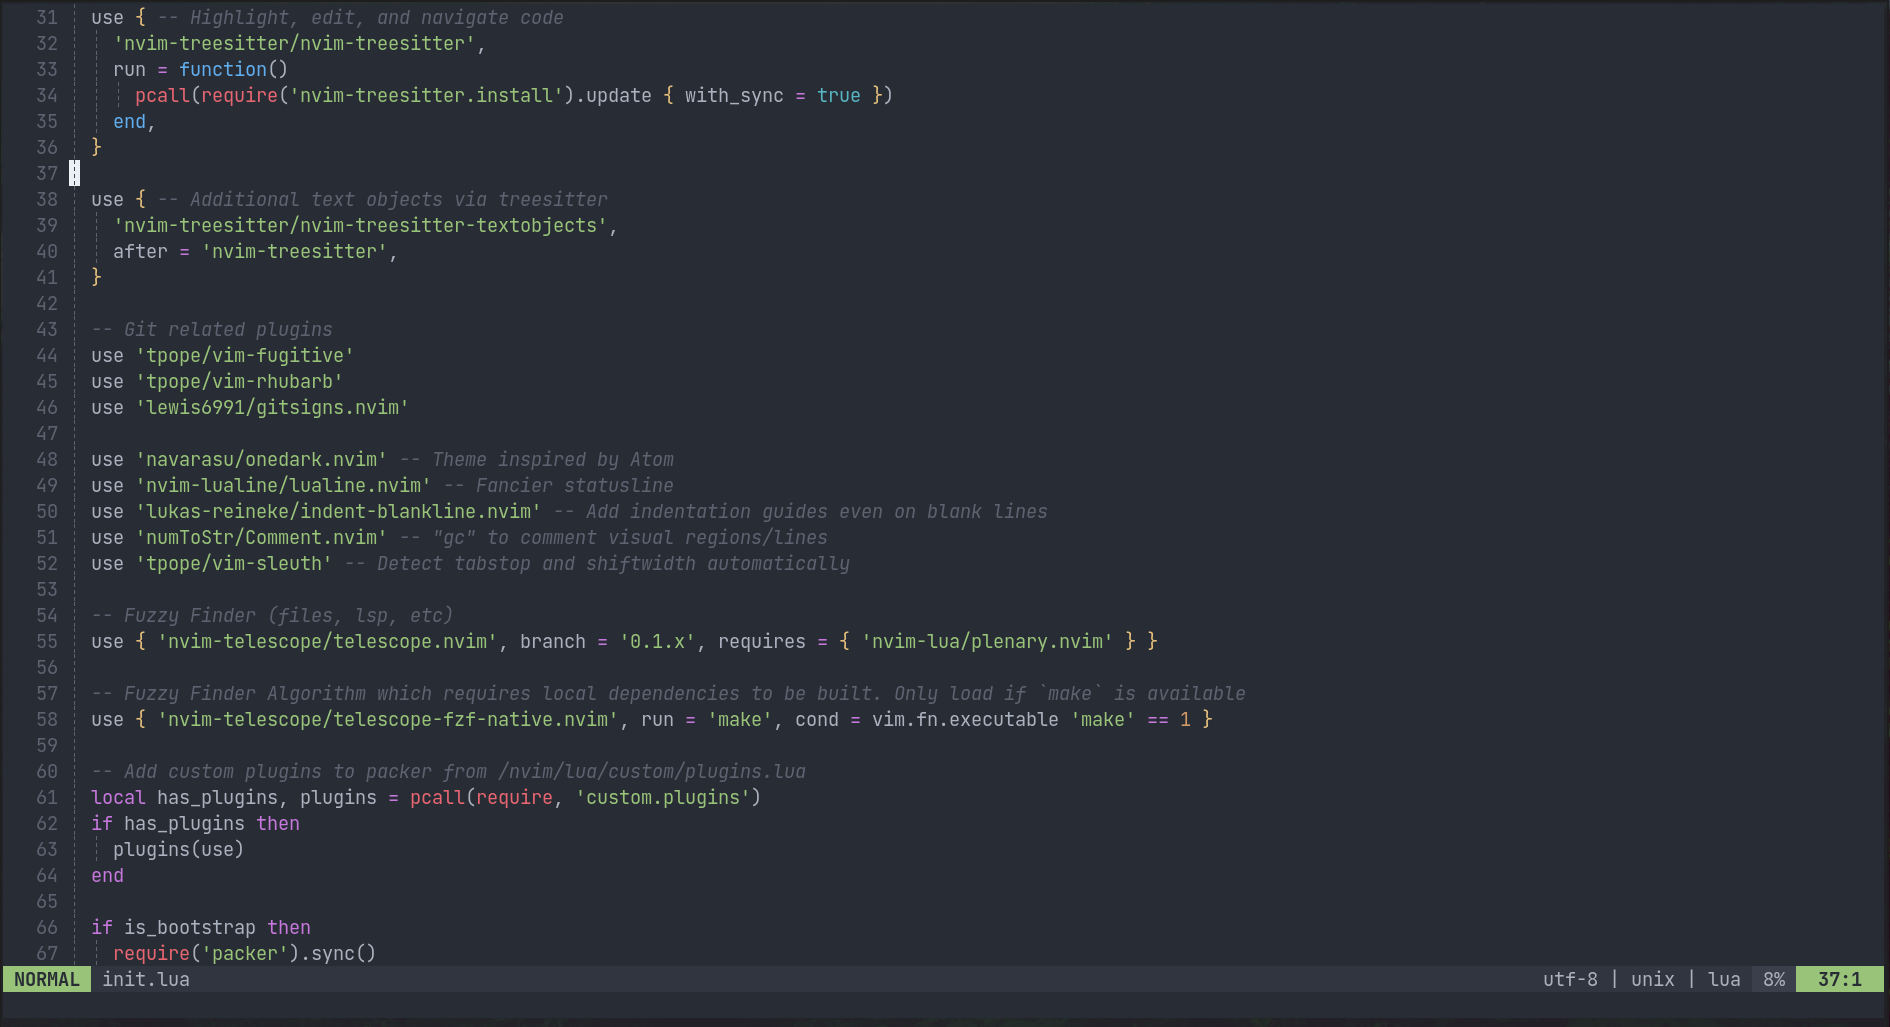 31 use { -- Highlight, edit, and navigate code
32 'nvim-treesitter/nvim-treesitter',
33 run = function()
34 pcall(require('nvim-treesitter.install').update { with_sync = true })
35 end,
36 }
37
38 use { -- Additional text objects via treesitter
39 'nvim-treesitter/nvim-treesitter-textobjects',
40 after = 'nvim-treesitter',
41 }
42
43 -- Git related plugins
44 use 'tpope/vim-fugitive'
45 use 'tpope/vim-rhubarb'
46 use 'lewis6991/gitsigns.nvim'
47
48 use 'navarasu/onedark.nvim' -- Theme inspired by Atom
49 use 'nvim-lualine/lualine.nvim' -- Fancier statusline
50 use 'lukas-reineke/indent-blankline.nvim' -- Add indentation guides even on blank lines
51 use 'numToStr/Comment.nvim' -- "gc" to comment visual regions/lines
52 use 'tpope/vim-sleuth' -- Detect tabstop and shiftwidth automatically
53
54 -- Fuzzy Finder (files, lsp, etc)
55 use { 'nvim-telescope/telescope.nvim', branch = '0.1.x', requires = { 'nvim-lua/plenary.nvim' } }
56
57 -- Fuzzy Finder Algorithm which requires local dependencies to be built. Only load if `make` is available
58 use { 'nvim-telescope/telescope-fzf-native.nvim', run = 'make', cond = vim.fn.executable 'make' == 1 }
59
60 -- Add custom plugins to packer from /nvim/lua/custom/plugins.lua
61 local has_plugins, plugins = pcall(require, 'custom.plugins')
62 if has_plugins then
63 plugins(use)
64 end
65
66 if is_bootstrap then
67 require('packer').sync()
NORMAL init.lua utf-8 | unix | lua 8% 37:1